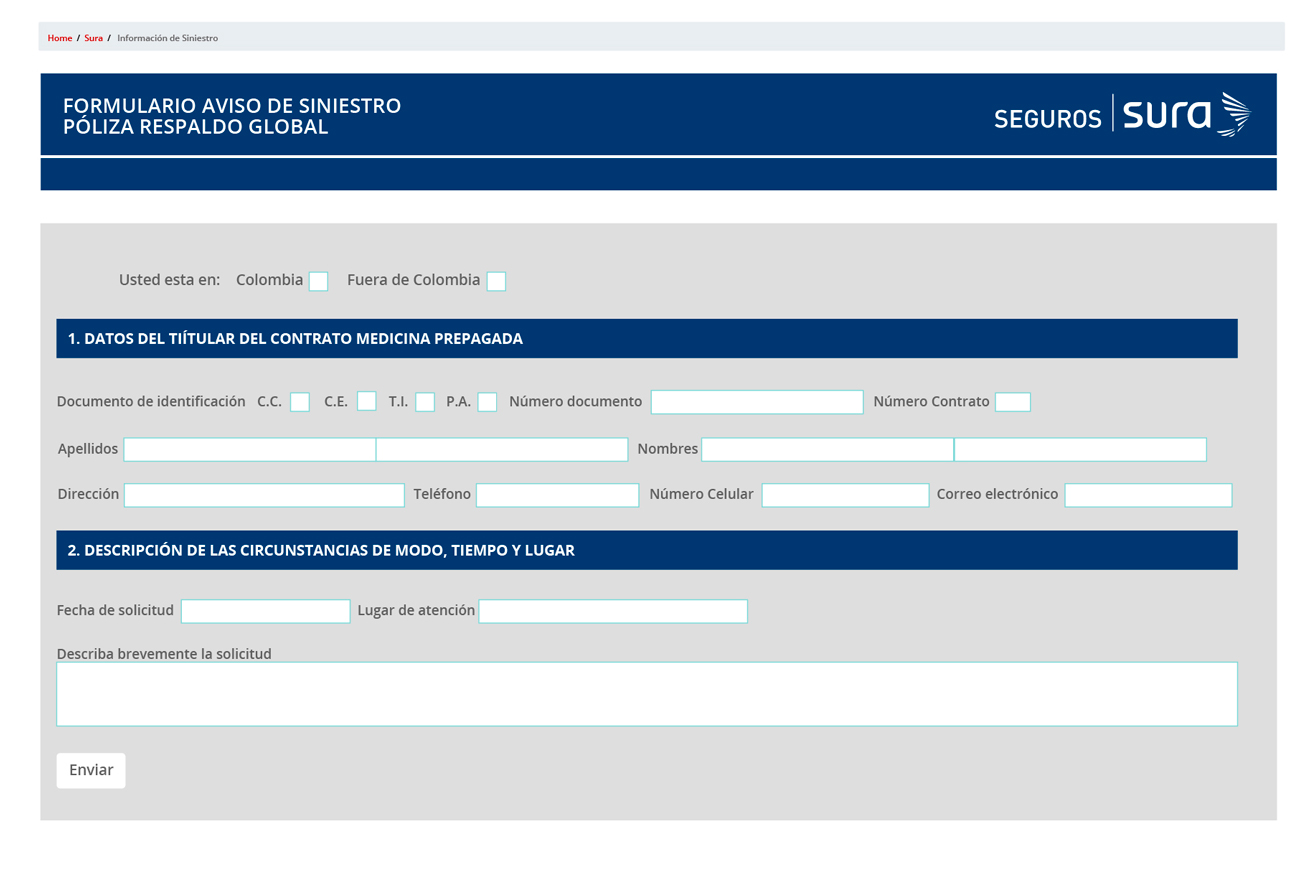 Home / Sura / Información de Siniestro
FORMULARIO AVISO DE SINIESTRO
PÓLIZA RESPALDO GLOBAL
SEGUROS sura
Usted esta en: Colombia Fuera de Colombia
1. DATOS DEL TIÍTULAR DEL CONTRATO MEDICINA PREPAGADA
Documento de identificación C.C. C.E. T.I. P.A. Número documento Número Contrato
Apellidos Nombres
Dirección Teléfono Número Celular Correo electrónico
2. DESCRIPCIÓN DE LAS CIRCUNSTANCIAS DE MODO, TIEMPO Y LUGAR
Fecha de solicitud Lugar de atención
Describa brevemente la solicitud
Enviar